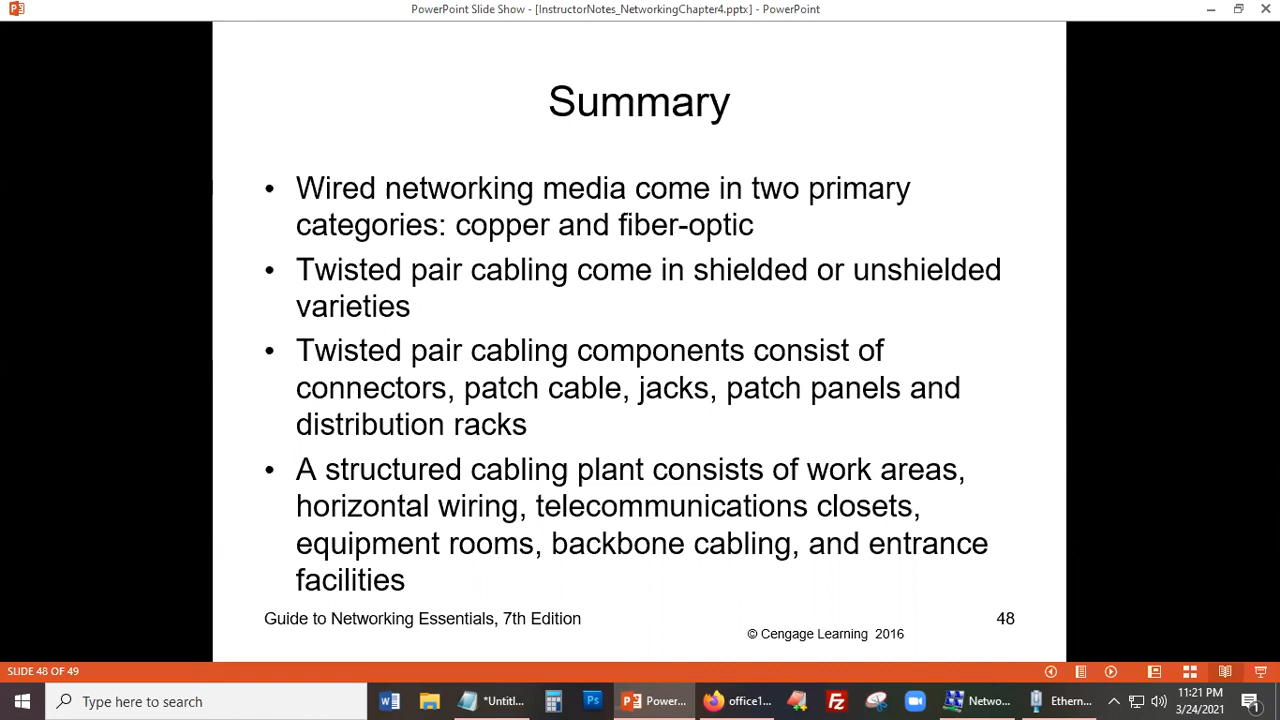 PowerPoint Slide Show - [InstructorNotes_NetworkingChapter4.pptx] - PowerPoint
Summary
• Wired networking media come in two primary
categories: copper and fiber-optic
• Twisted pair cabling come in shielded or unshielded
varieties
• Twisted pair cabling components consist of
connectors, patch cable, jacks, patch panels and
distribution racks
• A structured cabling plant consists of work areas,
horizontal wiring, telecommunications closets,
equipment rooms, backbone cabling, and entrance
facilities
Guide to Networking Essentials, 7th Edition
48
© Cengage Learning 2016
SLIDE 48 OF 49
Type here to search
*Untitl...
Power...
office1...
Netwo...
Ethern...
11:21 PM
3/24/2021
1